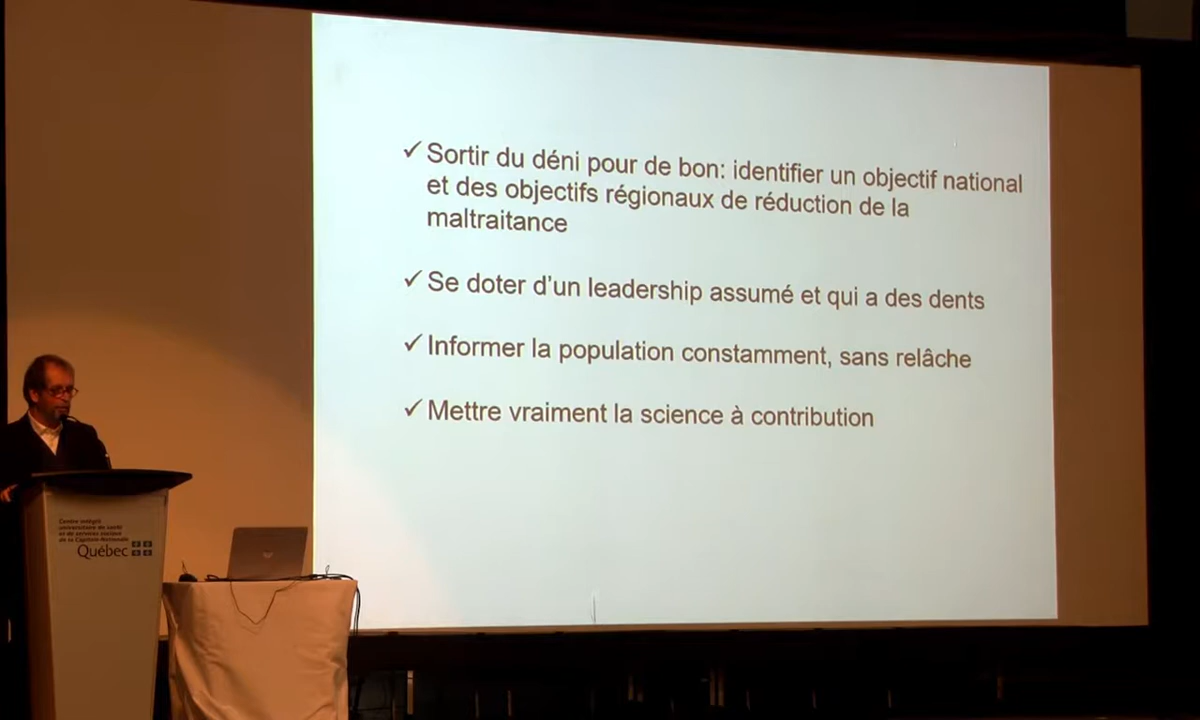 ✓ Sortir du déni pour de bon: identifier un objectif national
et des objectifs régionaux de réduction de la
maltraitance
✓ Se doter d'un leadership assumé et qui a des dents
✓ Informer la population constamment, sans relâche
✓ Mettre vraiment la science à contribution
Centre intégré
universitaire de santé
et de services sociaux
de la Capitale-Nationale
Québec